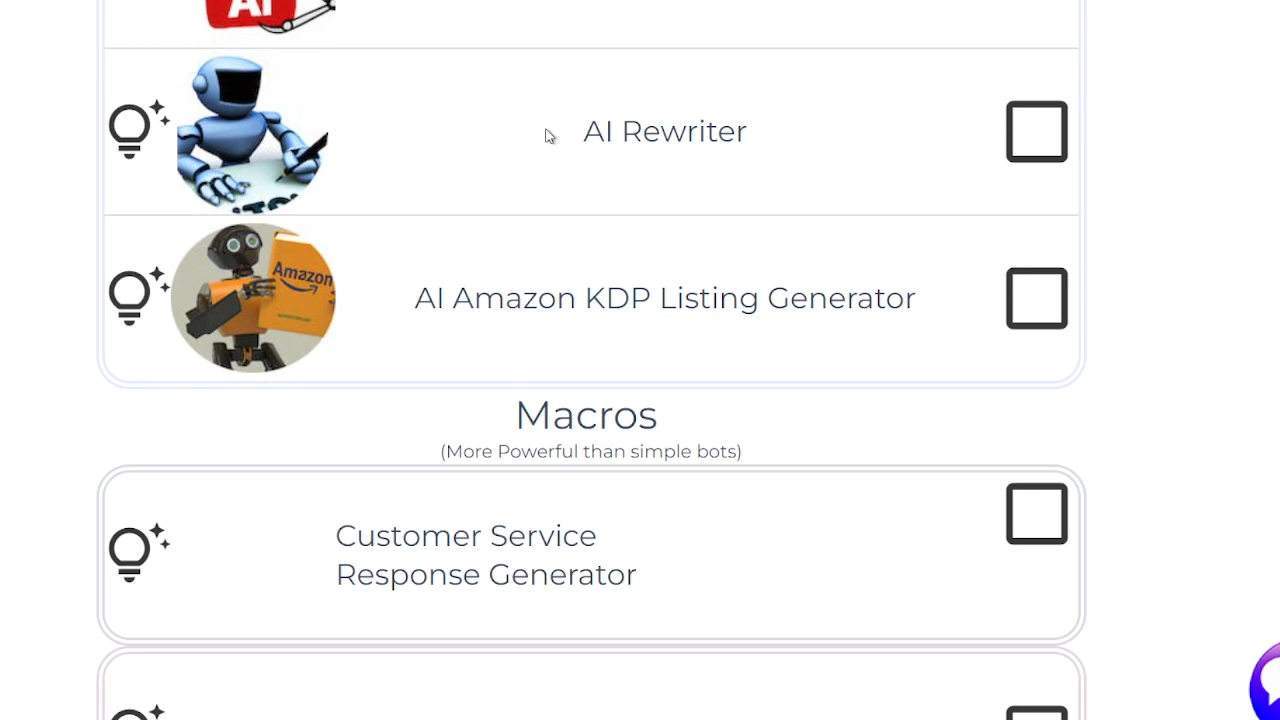 AI
AI Rewriter
Amazon
AI Amazon KDP Listing Generator
Macros
(More Powerful than simple bots)
Customer Service
Response Generator